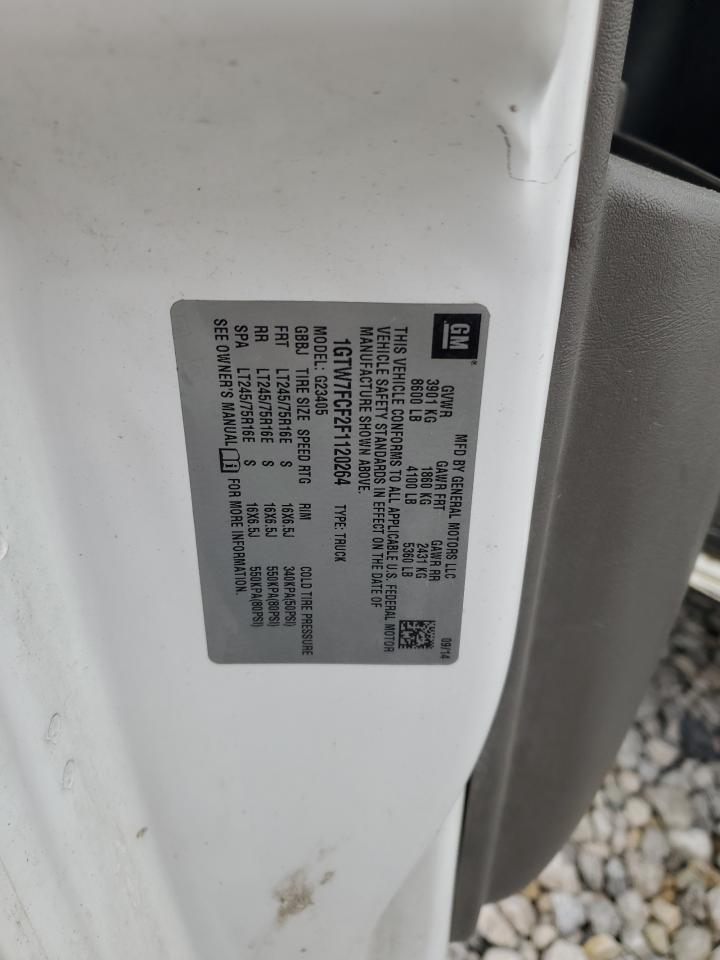 GM ®
MFD BY GENERAL MOTORS LLC 09/14
GVWR GAWR FRT GAWR RR
3901 KG 1860 KG 2431 KG
8600 LB 4100 LB 5360 LB
THIS VEHICLE CONFORMS TO ALL APPLICABLE U.S. FEDERAL MOTOR
VEHICLE SAFETY STANDARDS IN EFFECT ON THE DATE OF
MANUFACTURE SHOWN ABOVE.
1GTW7FCF2F1120264 TYPE: TRUCK
MODEL: G23405
GBBJ TIRE SIZE SPEED RTG RIM COLD TIRE PRESSURE
FRT LT245/75R16E S 16X6.5J 340KPA(50PSI)
RR LT245/75R16E S 16X6.5J 550KPA(80PSI)
SPA LT245/75R16E S 16X6.5J 550KPA(80PSI)
SEE OWNER'S MANUAL FOR MORE INFORMATION.